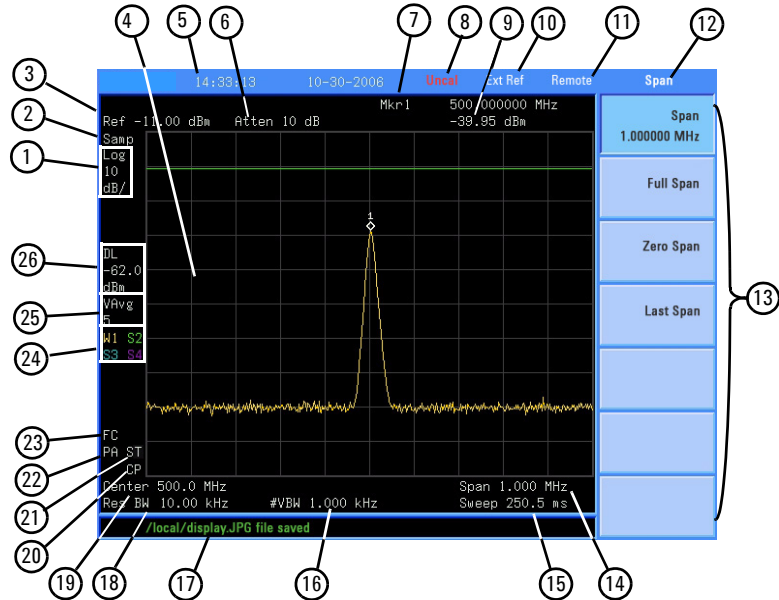 4 5 6 7 8 9 10 11 12
14:33:13 10-30-2006 Uncal Ext Ref Remote Span
3
Mkr1 500.000000 MHz
Ref -11.00 dBm Atten 10 dB -39.95 dBm
2
Samp
1
Log
10
dB/
Span
1.000000 MHz
Full Span
1
Zero Span
26
DL
-62.0
dBm
13
25
VAvg
5
Last Span
24
W1 S2
S3 S4
23
FC
22
PA ST
CP
21
Center 500.0 MHz Span 1.000 MHz
Res BW 10.00 kHz #VBW 1.000 kHz Sweep 250.5 ms
/local/display.JPG file saved
20
19 18 17 16 15 14